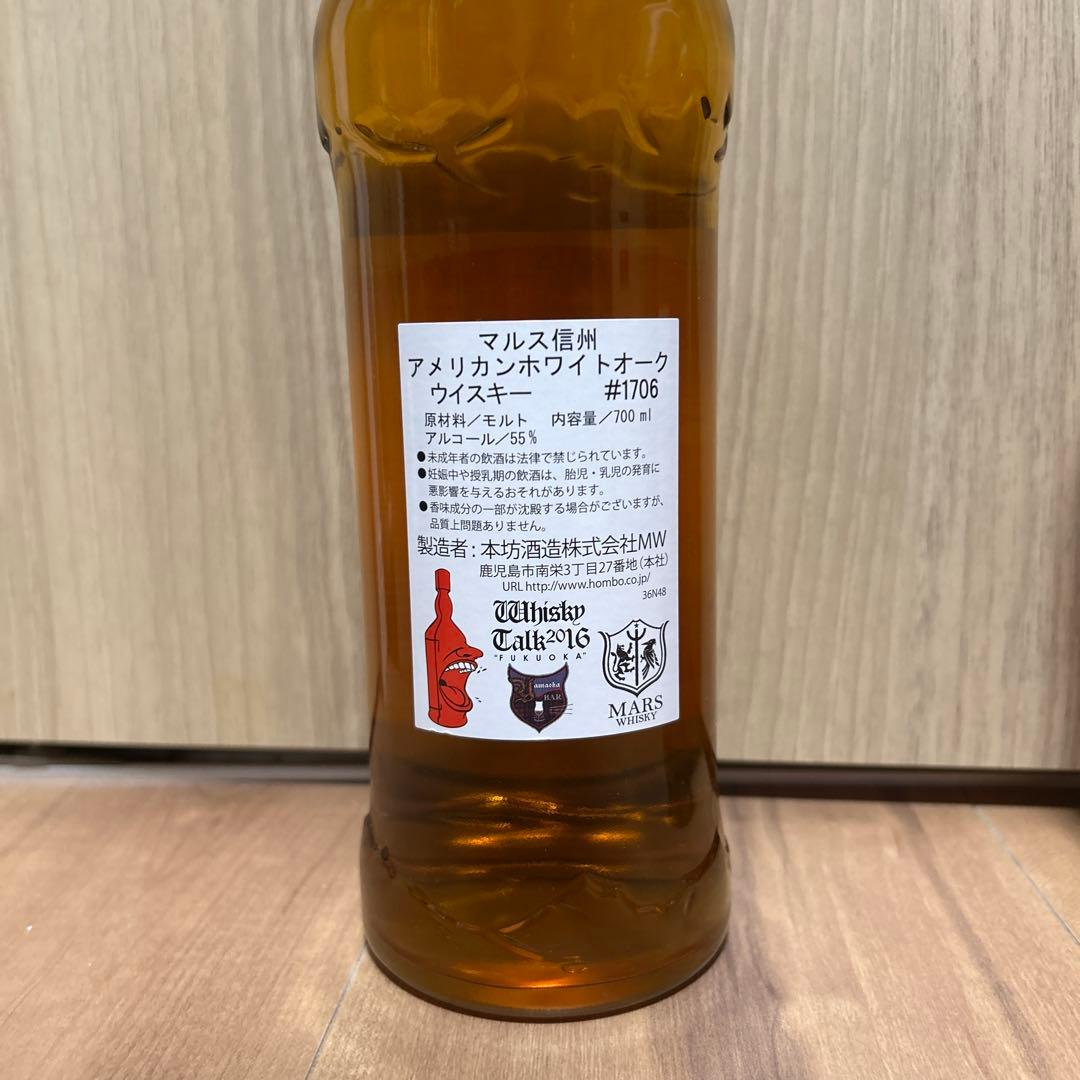 マルス信州
アメリカンホワイトオーク
ウイスキー #1706
原材料／モルト 内容量／700 ml
アルコール／55%
●未成年者の飲酒は法律で禁じられています。
●妊娠中や授乳期の飲酒は、胎児・乳児の発育に
悪影響を与えるおそれがあります。
●香味成分の一部が沈殿する場合がございますが、
品質上問題ありません。
製造者：本坊酒造株式会社MW
鹿児島市南栄3丁目27番地（本社）
URL http://www.hombo.co.jp/
36N48
Whisky
Talk 2016
"FUKUOKA"
BAR
MARS
WHISKY